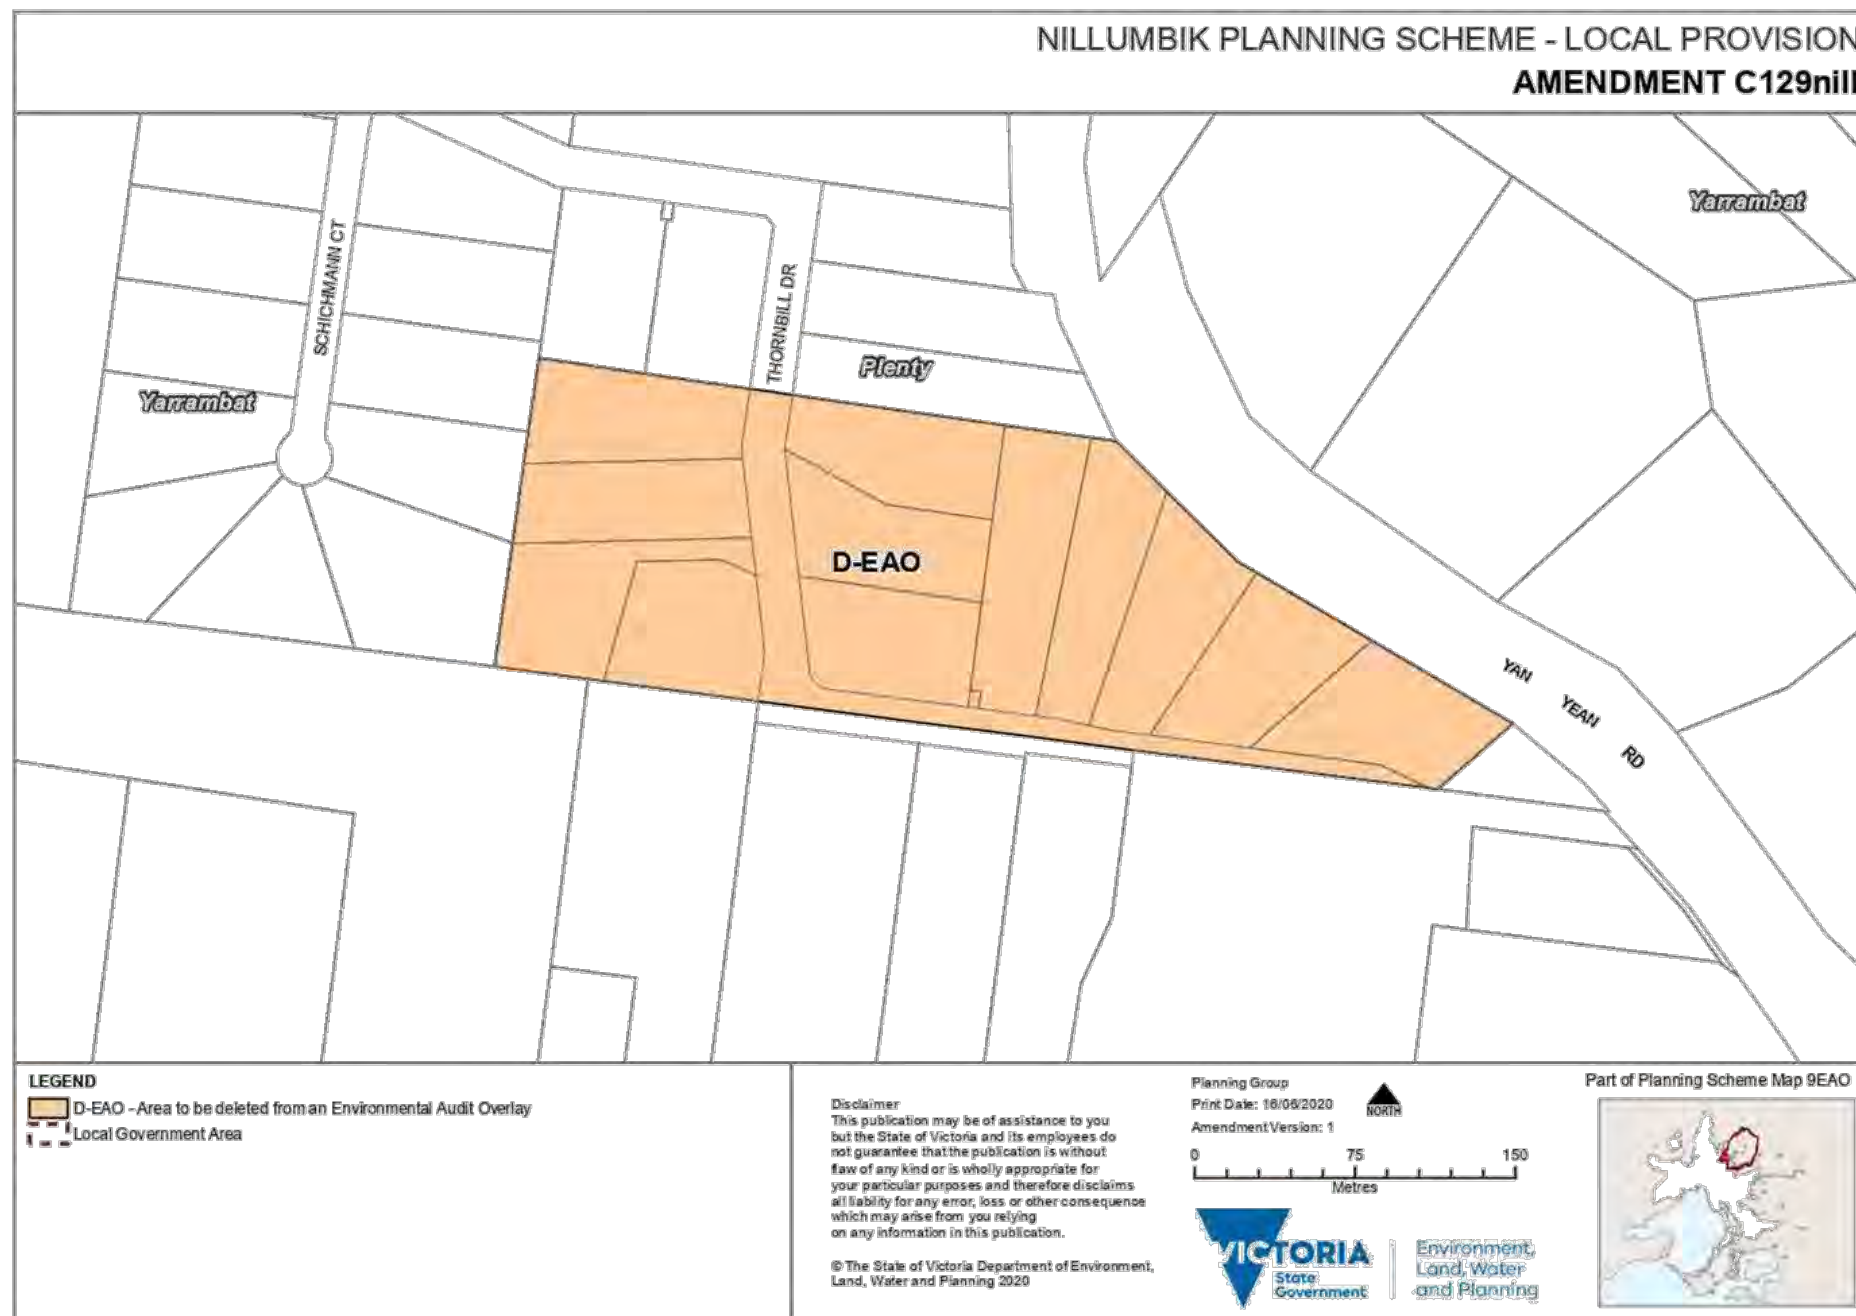 NILLUMBIK PLANNING SCHEME - LOCAL PROVISION
AMENDMENT C129nill
Yarrambat
SCHICHMANN CT
THORNBILL DR
Plenty
Yarrambat
D-EAO
YAN YEAN RD
LEGEND
D-EAO - Area to be deleted from an Environmental Audit Overlay
Local Government Area
Disclaimer
This publication may be of assistance to you
but the State of Victoria and its employees do
not guarantee that the publication is without
flaw of any kind or is wholly appropriate for
your particular purposes and therefore disclaims
all liability for any error, loss or other consequence
which may arise from you relying
on any information in this publication.
© The State of Victoria Department of Environment,
Land, Water and Planning 2020
Planning Group
Print Date: 16/06/2020
Amendment Version: 1
NORTH
0 75 150
Metres
VICTORIA
State
Government
Environment,
Land, Water
and Planning
Part of Planning Scheme Map 9EAO